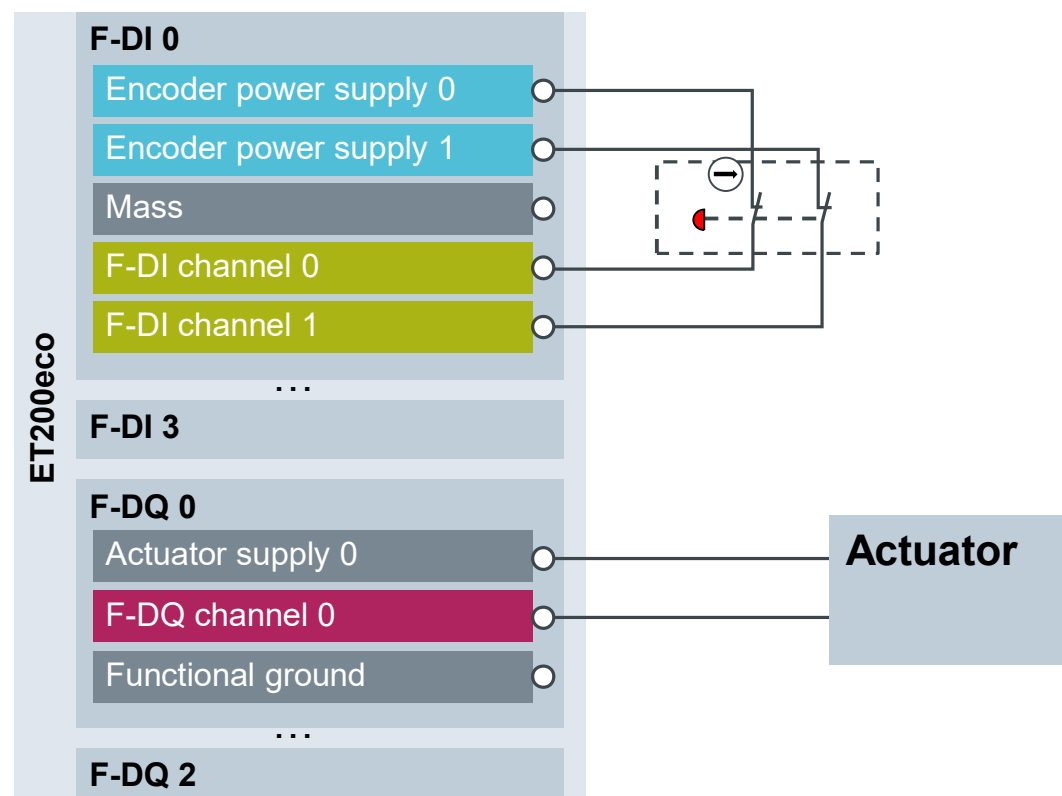 F-DI 0
Encoder power supply 0
Encoder power supply 1
Mass
F-DI channel 0
F-DI channel 1
...
ET200eco
F-DI 3
F-DQ 0
Actuator supply 0
Actuator
F-DQ channel 0
Functional ground
...
F-DQ 2